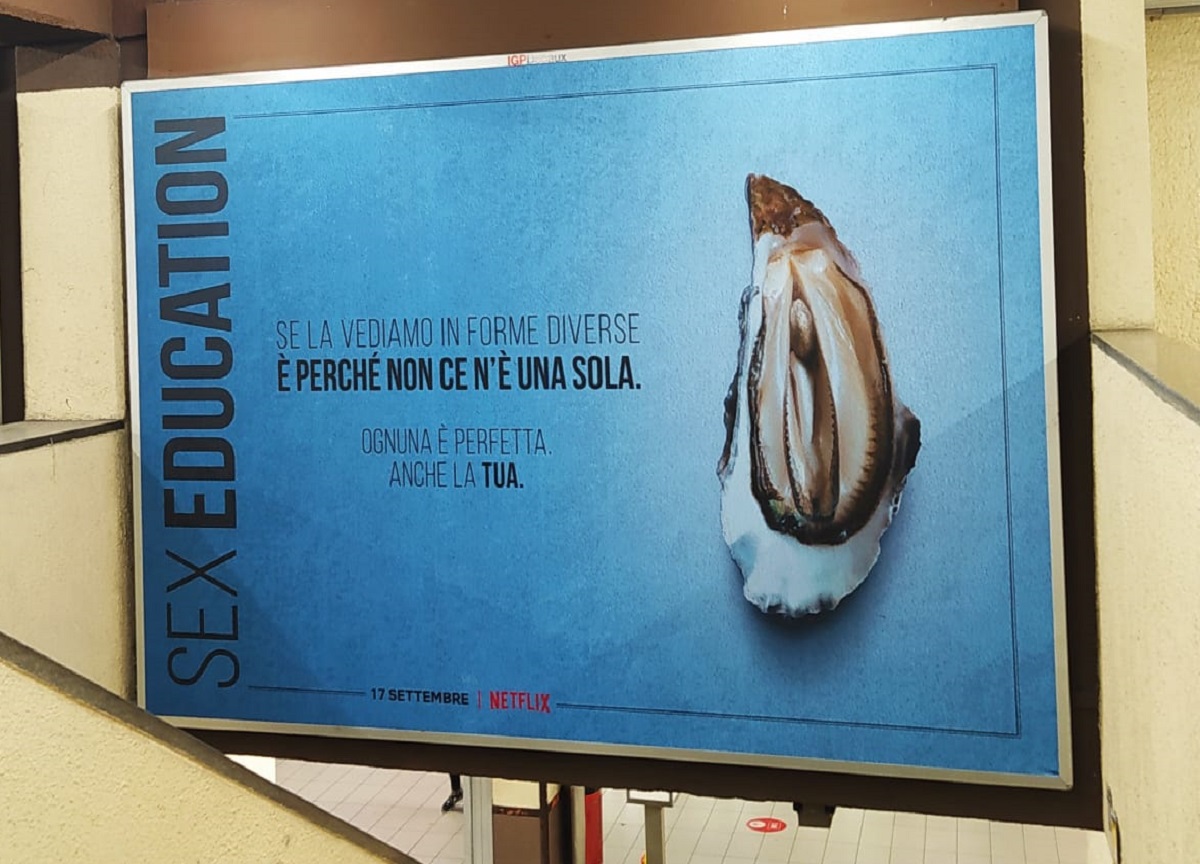 IGPDecaux
SEX EDUCATION
SE LA VEDIAMO IN FORME DIVERSE
È PERCHÉ NON CE N'È UNA SOLA.
OGNUNA È PERFETTA.
ANCHE LA TUA.
17 SETTEMBRE | NETFLIX